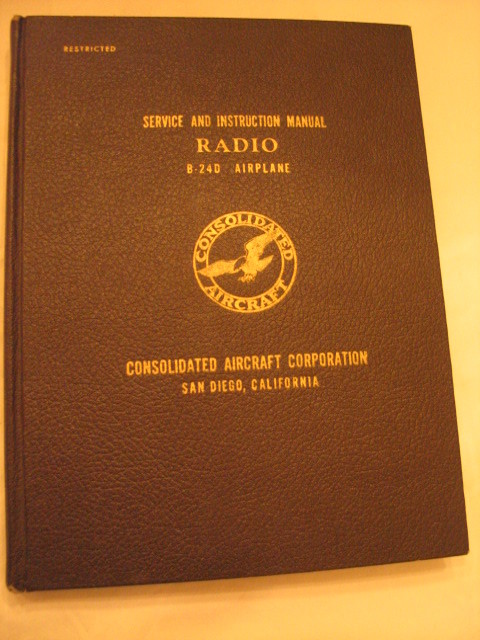 RESTRICTED
SERVICE AND INSTRUCTION MANUAL
RADIO
B-24D AIRPLANE
CONSOLIDATED
AIRCRAFT
CONSOLIDATED AIRCRAFT CORPORATION
SAN DIEGO, CALIFORNIA